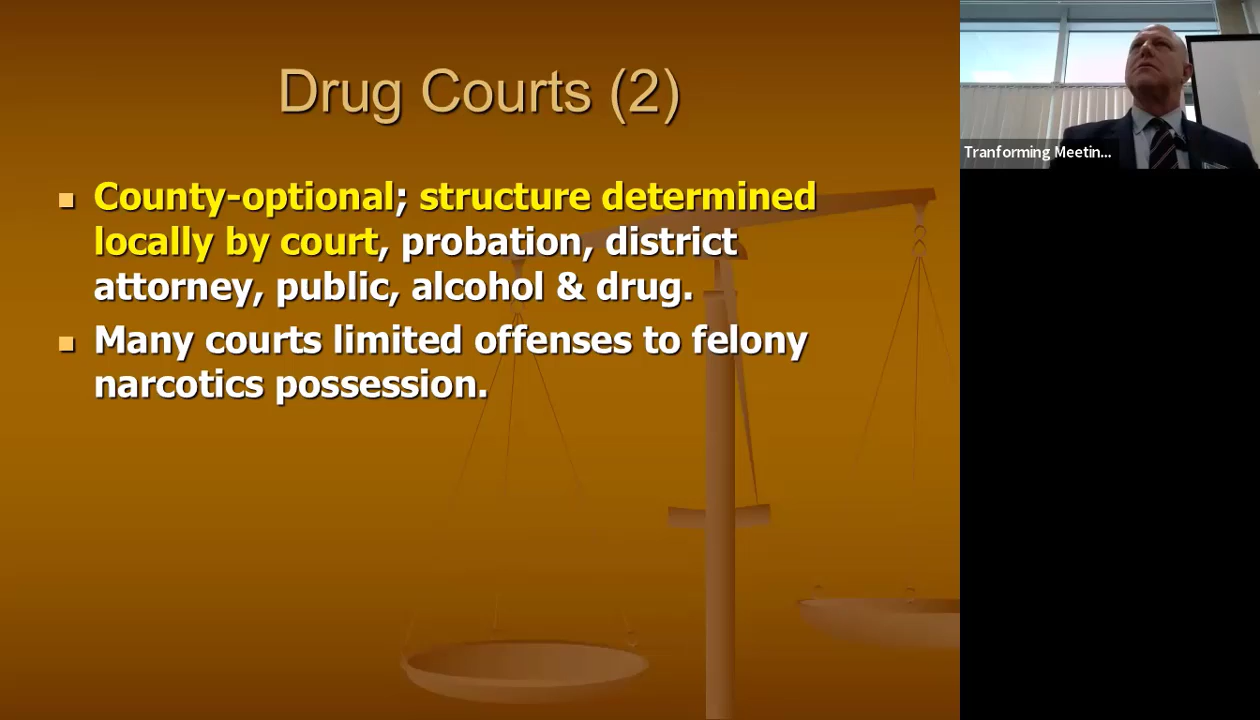 Drug Courts (2)
County-optional; structure determined
locally by court, probation, district
attorney, public, alcohol & drug.
Many courts limited offenses to felony
narcotics possession.
Tranforming Meetin...